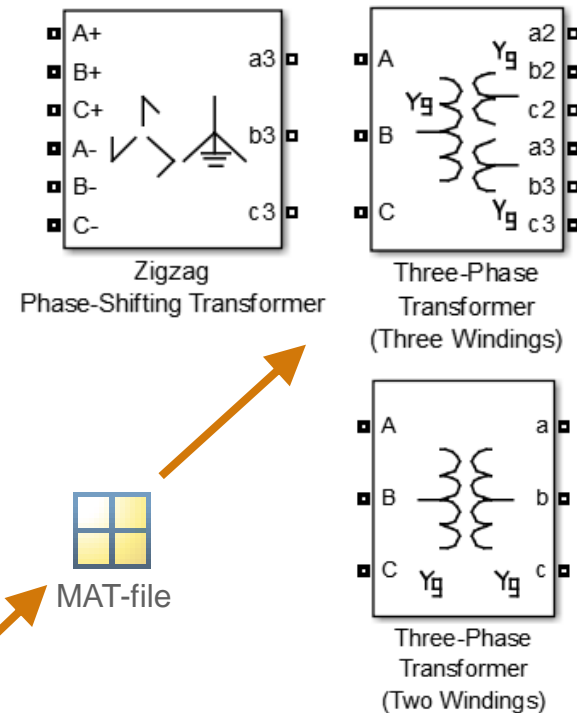 A+
B+
C+
A-
B-
C-
a3
b3
c3
Zigzag
Phase-Shifting Transformer
A
B
C
Yg
Yg
Yg
a2
b2
c2
a3
b3
c3
Three-Phase
Transformer
(Three Windings)
MAT-file
A
B
C
Yg
Yg
a
b
c
Three-Phase
Transformer
(Two Windings)